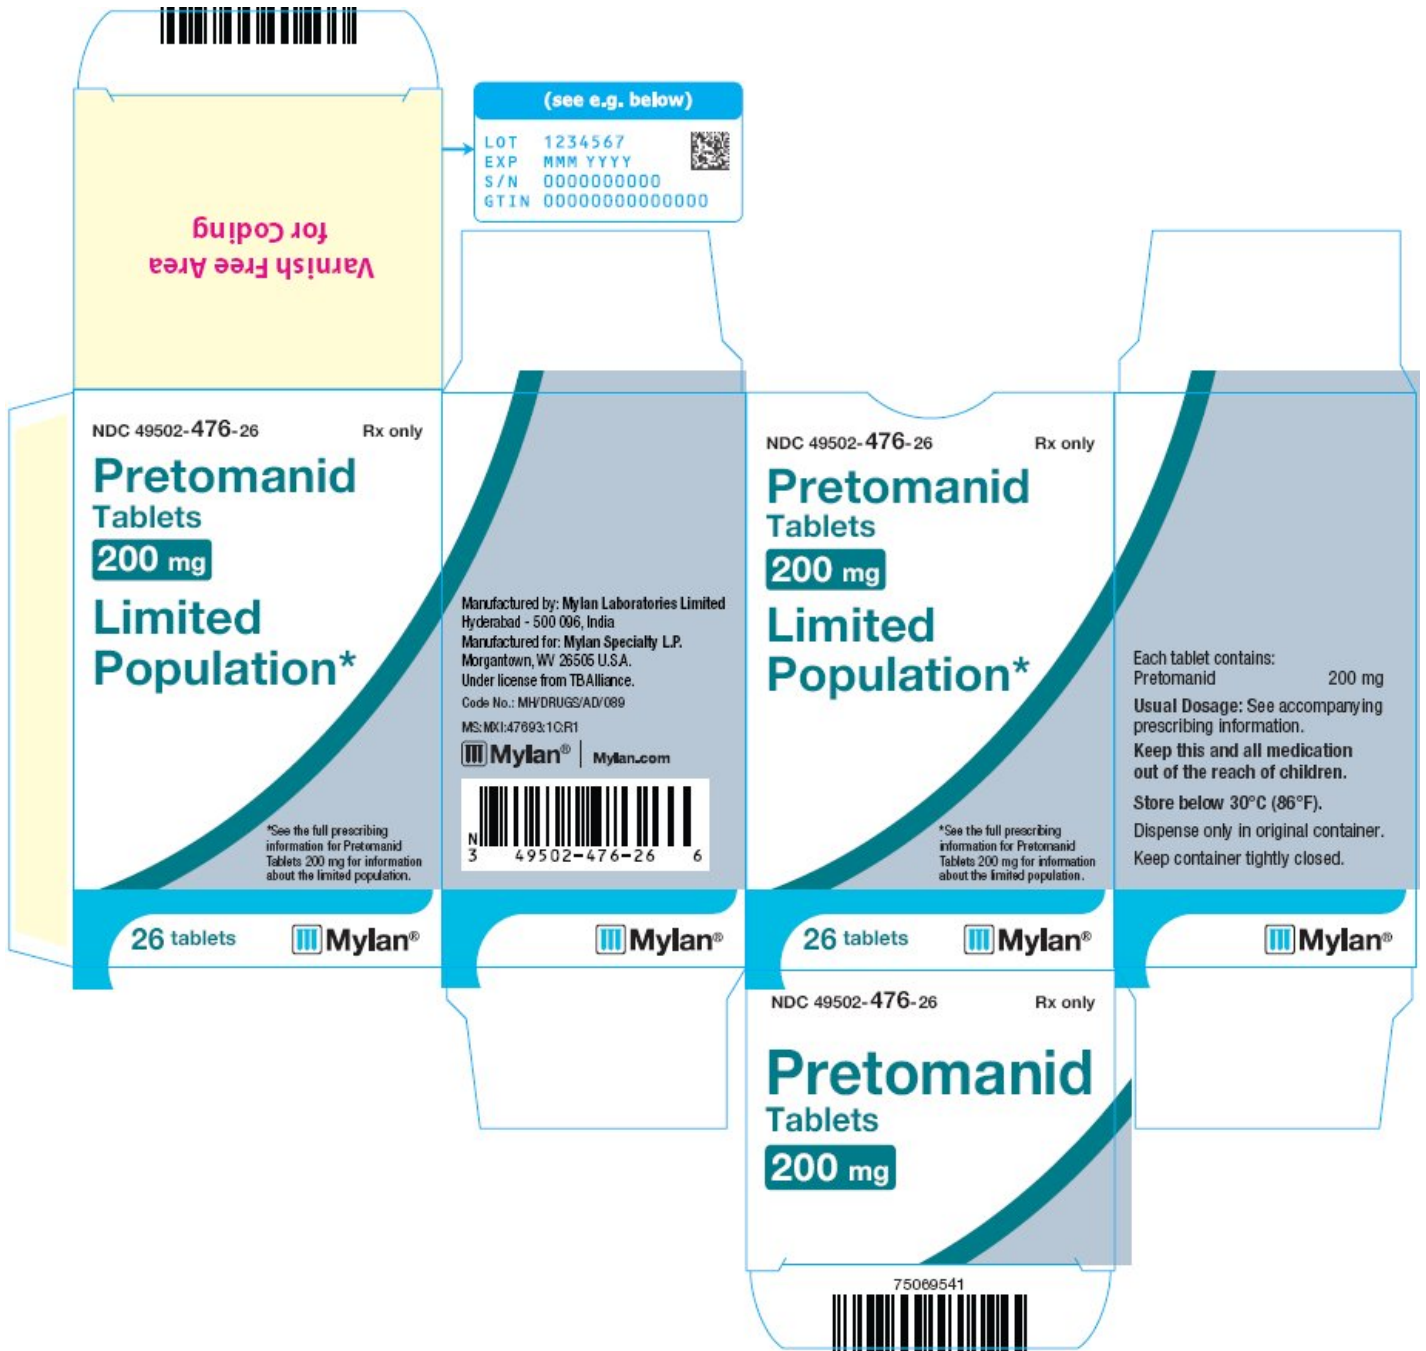 (see e.g. below)
LOT 1234567
EXP MMM YYYY
S/N 0000000000
GTIN 00000000000000
Varnish Free Area
for Coding
NDC 49502-476-26 Rx only
Pretomanid
Tablets
200 mg
Limited
Population*
*See the full prescribing
information for Pretomanid
Tablets 200 mg for information
about the limited population.
26 tablets Mylan®
Manufactured by: Mylan Laboratories Limited
Hyderabad - 500 096, India
Manufactured for: Mylan Specialty L.P.
Morgantown, WV 26505 U.S.A.
Under license from TBAlliance.
Code No.: MH/DRUGS/AD/089
MS:MXI:47693:1C:R1
Mylan® | Mylan.com
N
3 49502-476-26 6
Mylan®
NDC 49502-476-26 Rx only
Pretomanid
Tablets
200 mg
Limited
Population*
*See the full prescribing
information for Pretomanid
Tablets 200 mg for information
about the limited population.
26 tablets Mylan®
Each tablet contains:
Pretomanid 200 mg
Usual Dosage: See accompanying
prescribing information.
Keep this and all medication
out of the reach of children.
Store below 30°C (86°F).
Dispense only in original container.
Keep container tightly closed.
Mylan®
NDC 49502-476-26 Rx only
Pretomanid
Tablets
200 mg
75069541